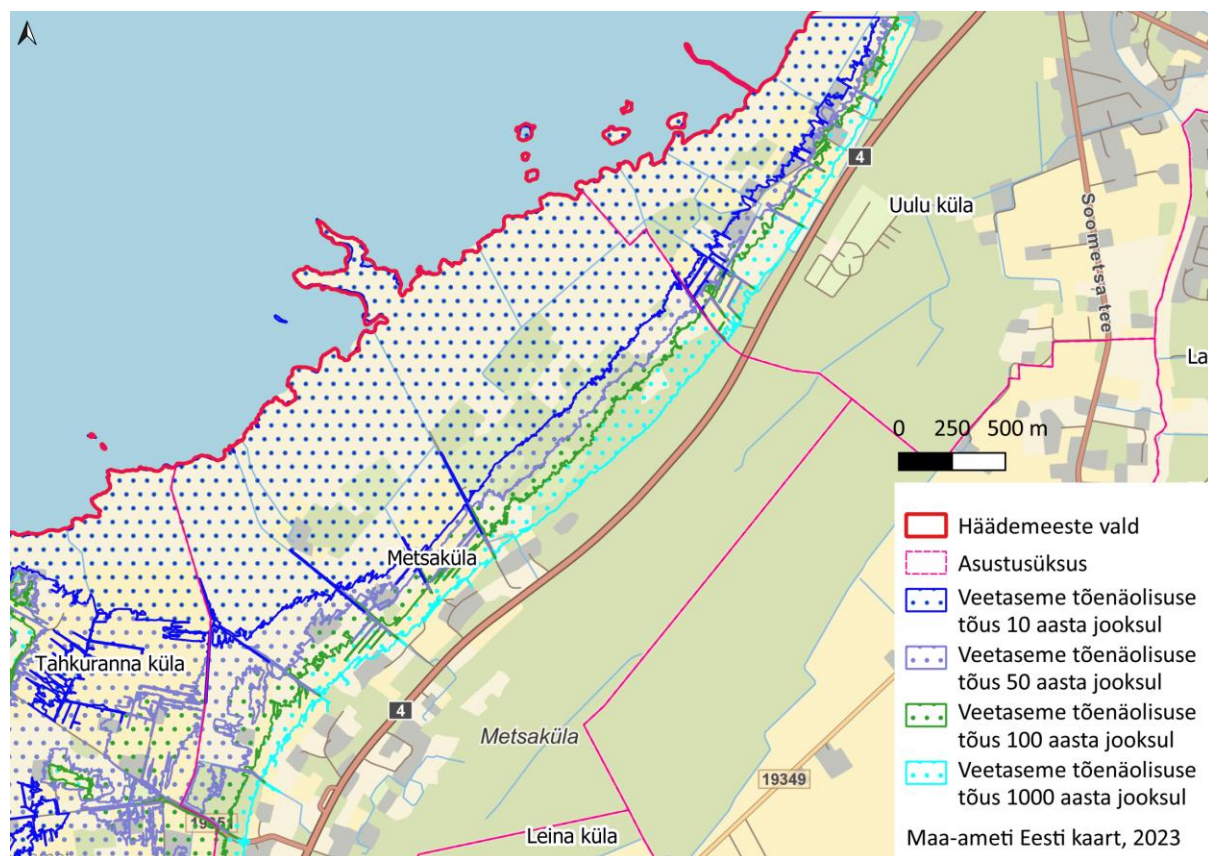 4
Uulu küla
Soometsa tee
La
0 250 500 m
Metsaküla
Tahkuranna küla
4
Metsaküla
19349
Leina küla
Häädemeeste vald
Asustusüksus
Veetaseme tõenäolisuse
tõus 10 aasta jooksul
Veetaseme tõenäolisuse
tõus 50 aasta jooksul
Veetaseme tõenäolisuse
tõus 100 aasta jooksul
Veetaseme tõenäolisuse
tõus 1000 aasta jooksul
Maa-ameti Eesti kaart, 2023